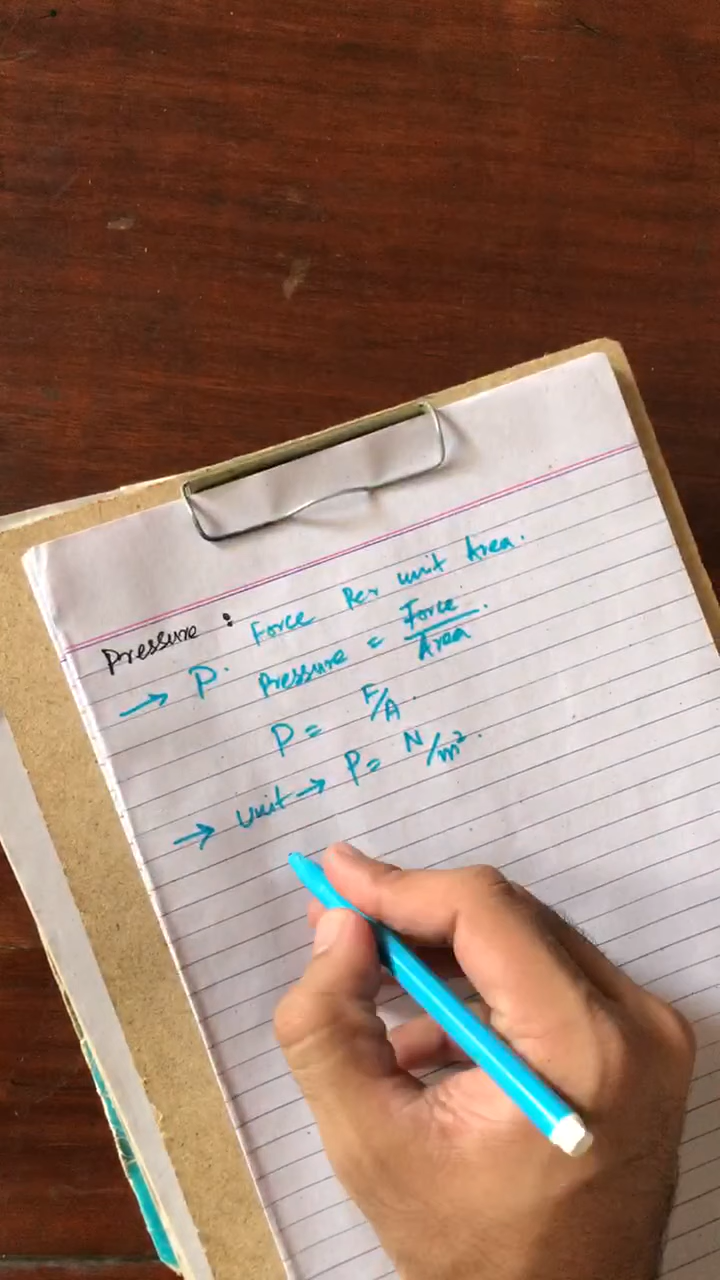 Pressure : Force Per unit Area.
→ P. Pressure = Force/Area.
P = F/A.
→ unit → P = N/m².